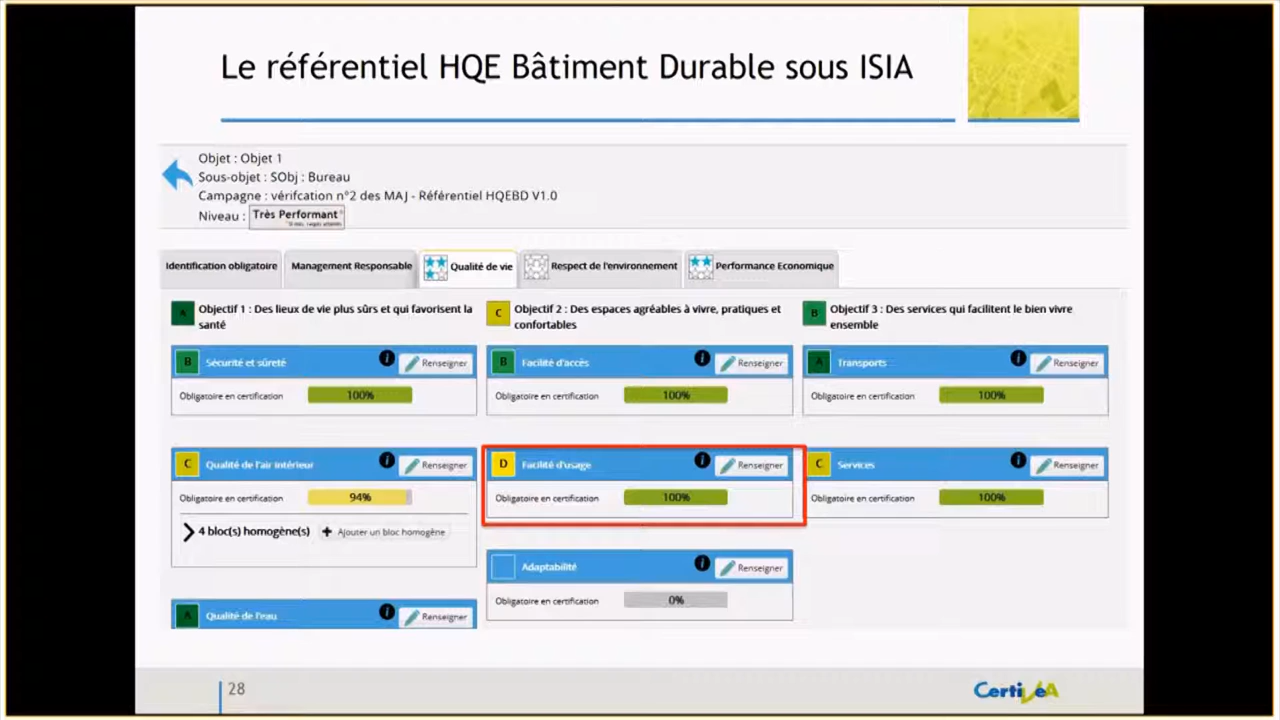 Le référentiel HQE Bâtiment Durable sous ISIA
Objet : Objet 1
Sous-objet : SObj : Bureau
Campagne : vérifcation n°2 des MAJ - Référentiel HQEBD V1.0
Niveau : Très Performant*
Identification obligatoire
Management Responsable
Qualité de vie
Respect de l'environnement
Performance Economique
A Objectif 1 : Des lieux de vie plus sûrs et qui favorisent la
santé
C Objectif 2 : Des espaces agréables à vivre, pratiques et
confortables
B Objectif 3 : Des services qui facilitent le bien vivre
ensemble
B Sécurité et sûreté i Renseigner
Obligatoire en certification 100%
B Facilité d'accès i Renseigner
Obligatoire en certification 100%
A Transports i Renseigner
Obligatoire en certification 100%
C Qualité de l'air intérieur i Renseigner
Obligatoire en certification 94%
4 bloc(s) homogène(s) + Ajouter un bloc homogène
D Facilité d'usage i Renseigner
Obligatoire en certification 100%
C Services i Renseigner
Obligatoire en certification 100%
Adaptabilité i Renseigner
Obligatoire en certification 0%
A Qualité de l'eau i Renseigner
28
CertiVéA